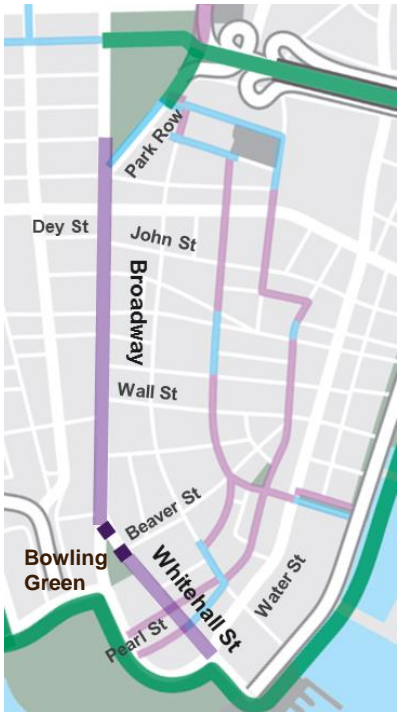 Park Row
Dey St
John St
Broadway
Wall St
Beaver St
Bowling
Green
Whitehall St
Water St
Pearl St